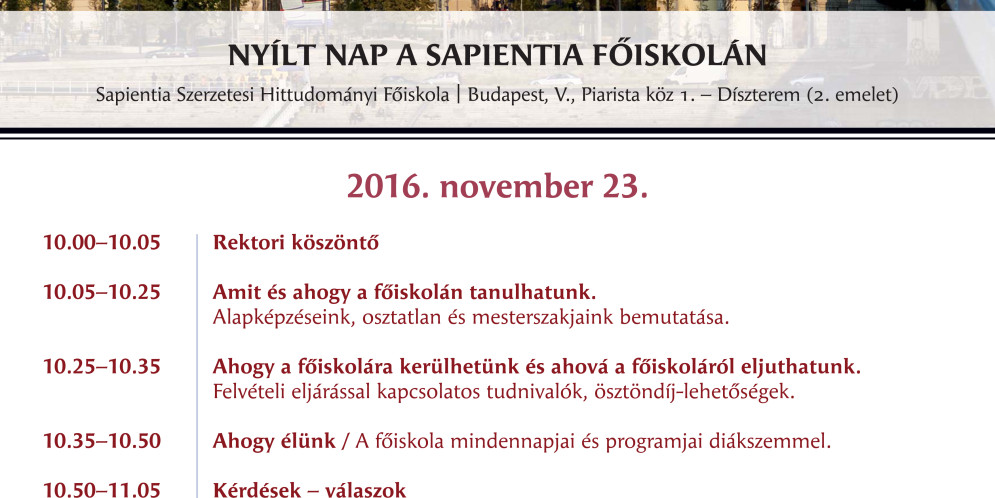 NYÍLT NAP A SAPIENTIA FŐISKOLÁN
Sapientia Szerzetesi Hittudományi Főiskola | Budapest, V., Piarista köz 1. – Díszterem (2. emelet)
2016. november 23.
10.00–10.05 Rektori köszöntő
10.05–10.25 Amit és ahogy a főiskolán tanulhatunk.
Alapképzéseink, osztatlan és mesterszakjaink bemutatása.
10.25–10.35 Ahogy a főiskolára kerülhetünk és ahová a főiskoláról eljuthatunk.
Felvételi eljárással kapcsolatos tudnivalók, ösztöndíj-lehetőségek.
10.35–10.50 Ahogy élünk / A főiskola mindennapjai és programjai diákszemmel.
10.50–11.05 Kérdések – válaszok